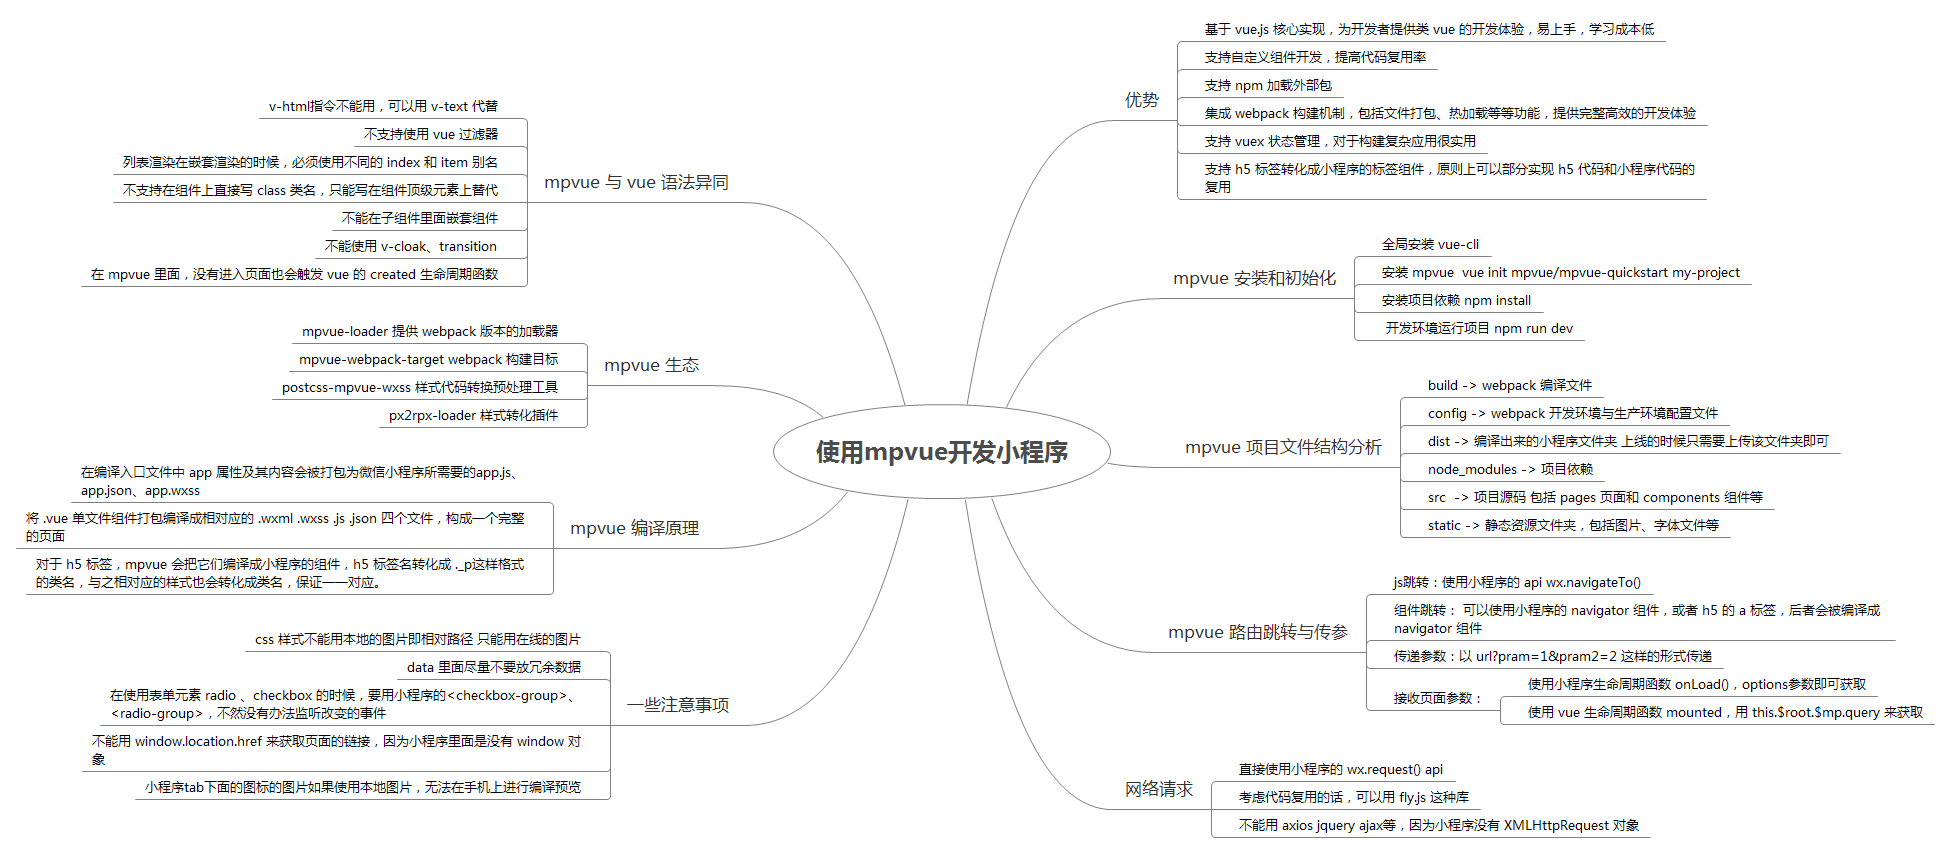 使用mpvue开发小程序
优势
基于 vue.js 核心实现，为开发者提供类 vue 的开发体验，易上手，学习成本低
支持自定义组件开发，提高代码复用率
支持 npm 加载外部包
集成 webpack 构建机制，包括文件打包、热加载等等功能，提供完整高效的开发体验
支持 vuex 状态管理，对于构建复杂应用很实用
支持 h5 标签转化成小程序的标签组件，原则上可以部分实现 h5 代码和小程序代码的
复用
mpvue 安装和初始化
全局安装 vue-cli
安装 mpvue  vue init mpvue/mpvue-quickstart my-project
安装项目依赖 npm install
开发环境运行项目 npm run dev
mpvue 项目文件结构分析
build -> webpack 编译文件
config -> webpack 开发环境与生产环境配置文件
dist -> 编译出来的小程序文件夹 上线的时候只需要上传该文件夹即可
node_modules -> 项目依赖
src  -> 项目源码 包括 pages 页面和 components 组件等
static -> 静态资源文件夹，包括图片、字体文件等
mpvue 路由跳转与传参
js跳转：使用小程序的 api wx.navigateTo()
组件跳转： 可以使用小程序的 navigator 组件，或者 h5 的 a 标签，后者会被编译成
navigator 组件
传递参数：以 url?pram=1&pram2=2 这样的形式传递
接收页面参数：
使用小程序生命周期函数 onLoad()，options参数即可获取
使用 vue 生命周期函数 mounted，用 this.$root.$mp.query 来获取
网络请求
直接使用小程序的 wx.request() api
考虑代码复用的话，可以用 fly.js 这种库
不能用 axios jquery ajax等，因为小程序没有 XMLHttpRequest 对象
mpvue 与 vue 语法异同
v-html指令不能用，可以用 v-text 代替
不支持使用 vue 过滤器
列表渲染在嵌套渲染的时候，必须使用不同的 index 和 item 别名
不支持在组件上直接写 class 类名，只能写在组件顶级元素上替代
不能在子组件里面嵌套组件
不能使用 v-cloak、transition
在 mpvue 里面，没有进入页面也会触发 vue 的 created 生命周期函数
mpvue 生态
mpvue-loader 提供 webpack 版本的加载器
mpvue-webpack-target webpack 构建目标
postcss-mpvue-wxss 样式代码转换预处理工具
px2rpx-loader 样式转化插件
mpvue 编译原理
在编译入口文件中 app 属性及其内容会被打包为微信小程序所需要的app.js、
app.json、app.wxss
将 .vue 单文件组件打包编译成相对应的 .wxml .wxss .js .json 四个文件，构成一个完整
的页面
对于 h5 标签，mpvue 会把它们编译成小程序的组件，h5 标签名转化成 ._p这样格式
的类名，与之相对应的样式也会转化成类名，保证一一对应。
一些注意事项
css 样式不能用本地的图片即相对路径 只能用在线的图片
data 里面尽量不要放冗余数据
在使用表单元素 radio 、checkbox 的时候，要用小程序的<checkbox-group>、
<radio-group>，不然没有办法监听改变的事件
不能用 window.location.href 来获取页面的链接，因为小程序里面是没有 window 对
象
小程序tab下面的图标的图片如果使用本地图片，无法在手机上进行编译预览